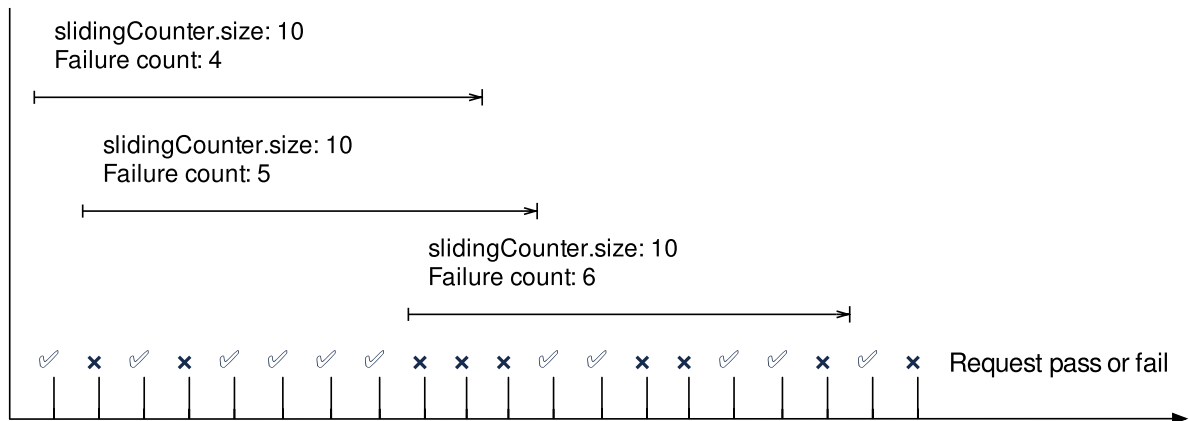 slidingCounter.size: 10
Failure count: 4
slidingCounter.size: 10
Failure count: 5
slidingCounter.size: 10
Failure count: 6
Request pass or fail